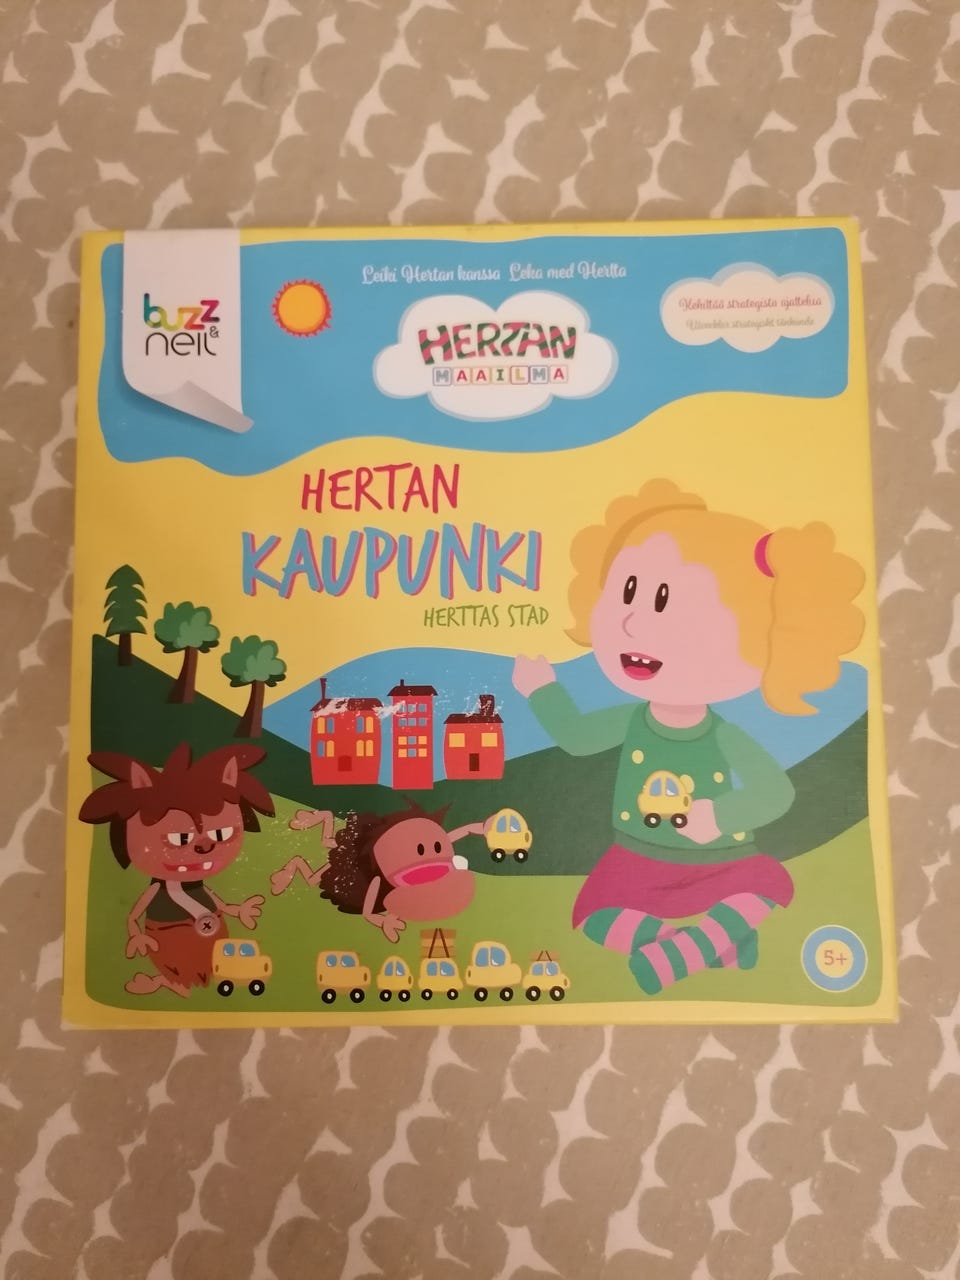 buzz
& neil
Leiki Hertan kanssa Leka med Hertta
HERTAN
MAAILMA
Kehittää strategista ajattelua
Utvecklar strategiskt tänkande
HERTAN
KAUPUNKI
HERTTAS STAD
5+